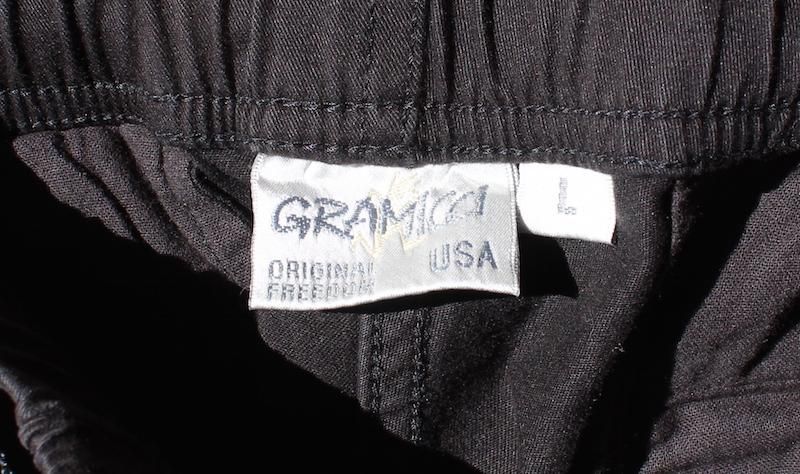 GRAMICCI
ORIGINAL
FREEDOM
USA
L